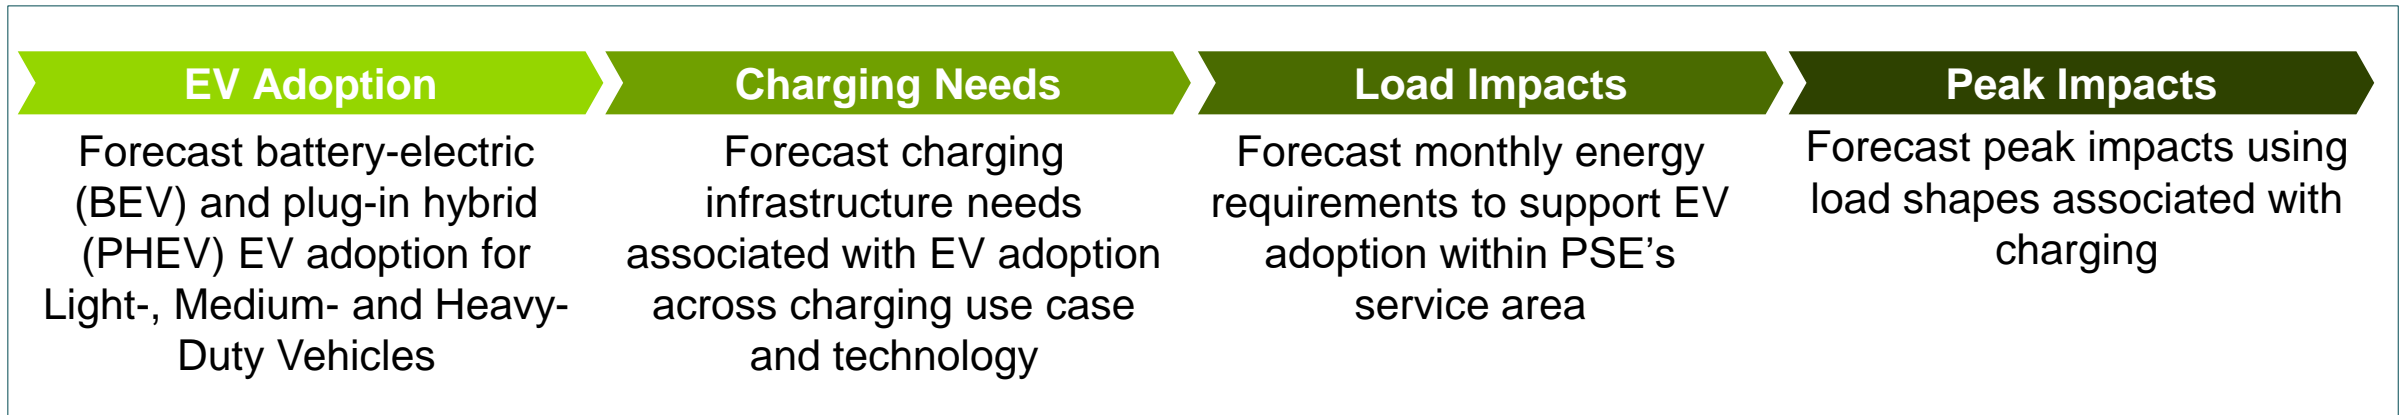 EV Adoption
Forecast battery-electric
(BEV) and plug-in hybrid
(PHEV) EV adoption for
Light-, Medium- and Heavy-
Duty Vehicles
Charging Needs
Forecast charging
infrastructure needs
associated with EV adoption
across charging use case
and technology
Load Impacts
Forecast monthly energy
requirements to support EV
adoption within PSE’s
service area
Peak Impacts
Forecast peak impacts using
load shapes associated with
charging